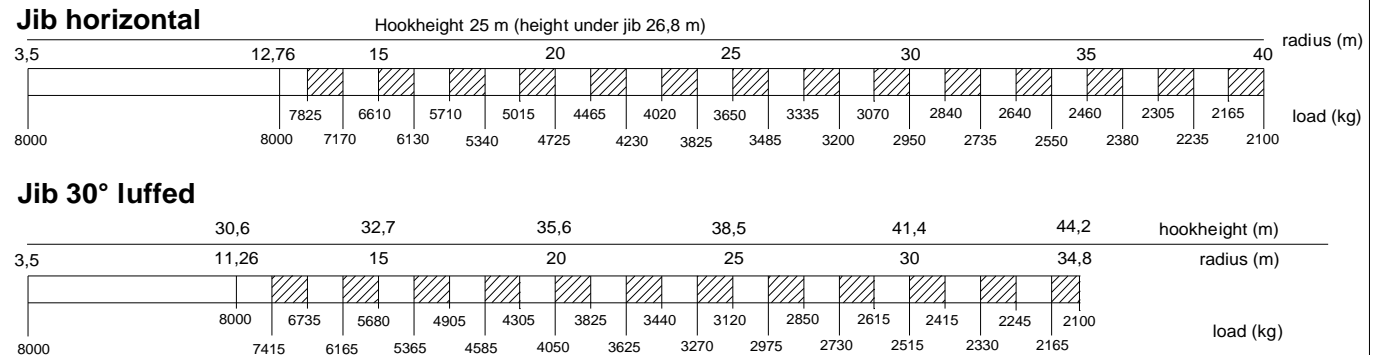 Jib horizontal
Hookheight 25 m (height under jib 26,8 m)
radius (m)
3,5 12,76 15 20 25 30 35 40
7825 6610 5710 5015 4465 4020 3650 3335 3070 2840 2640 2460 2305 2165
load (kg)
8000 8000 7170 6130 5340 4725 4230 3825 3485 3200 2950 2735 2550 2380 2235 2100
Jib 30° luffed
30,6 32,7 35,6 38,5 41,4 44,2 hookheight (m)
3,5 11,26 15 20 25 30 34,8 radius (m)
8000 6735 5680 4905 4305 3825 3440 3120 2850 2615 2415 2245 2100
load (kg)
8000 7415 6165 5365 4585 4050 3625 3270 2975 2730 2515 2330 2165